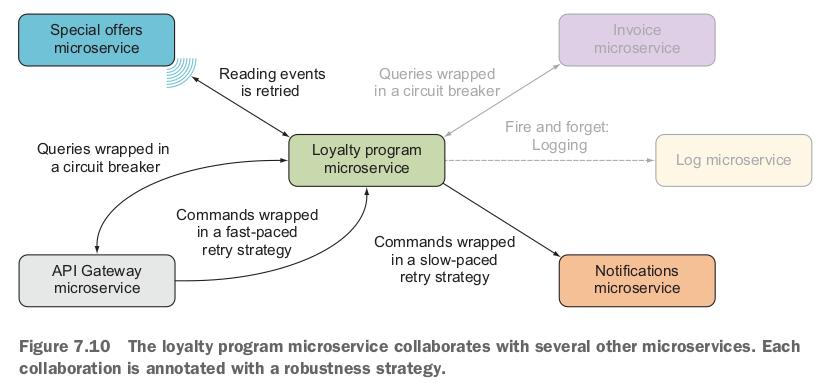 Special offers
microservice
Invoice
microservice
Reading events
is retried
Queries wrapped
in a circuit breaker
Fire and forget:
Logging
Queries wrapped in
a circuit breaker
Loyalty program
microservice
Log microservice
Commands wrapped
in a fast-paced
retry strategy
Commands wrapped
in a slow-paced
retry strategy
API Gateway
microservice
Notifications
microservice
Figure 7.10 The loyalty program microservice collaborates with several other microservices. Each
collaboration is annotated with a robustness strategy.